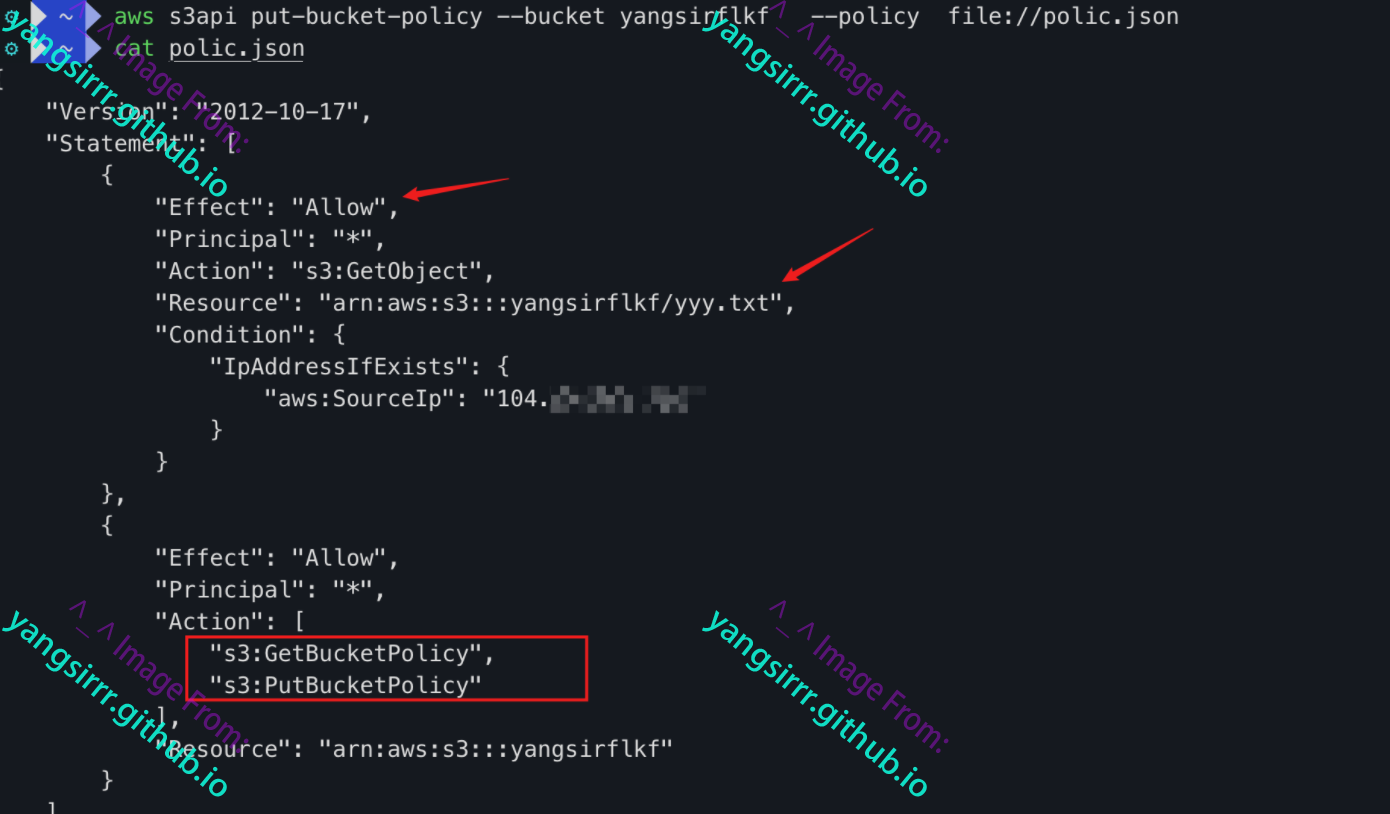 ~ aws s3api put-bucket-policy --bucket yangsirflkf --policy file://polic.json
~ cat polic.json
{
"Version": "2012-10-17",
"Statement": [
{
"Effect": "Allow",
"Principal": "*",
"Action": "s3:GetObject",
"Resource": "arn:aws:s3:::yangsirflkf/yyy.txt",
"Condition": {
"IpAddressIfExists": {
"aws:SourceIp": "104.
}
}
},
{
"Effect": "Allow",
"Principal": "*",
"Action": [
"s3:GetBucketPolicy",
"s3:PutBucketPolicy"
],
"Resource": "arn:aws:s3:::yangsirflkf"
}
]
^_^ Image From:
yangsirrr.github.io
^_^ Image From:
yangsirrr.github.io
^_^ Image From:
yangsirrr.github.io
^_^ Image From:
yangsirrr.github.io